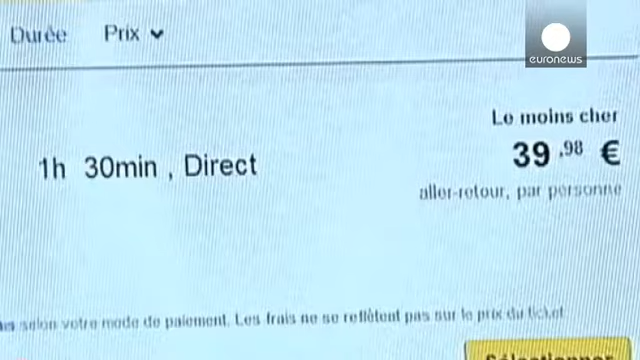 Durée Prix
euronews
Le moins cher
1h 30min , Direct
39 ,98 €
aller-retour, par personne
selon votre mode de paiement. Les frais ne se reflètent pas sur le prix du ticket
Sélectionner